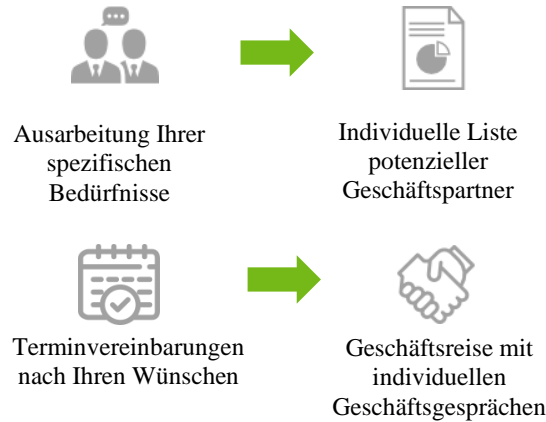 Ausarbeitung Ihrer
spezifischen
Bedürfnisse
Individuelle Liste
potenzieller
Geschäftspartner
Terminvereinbarungen
nach Ihren Wünschen
Geschäftsreise mit
individuellen
Geschäftsgesprächen